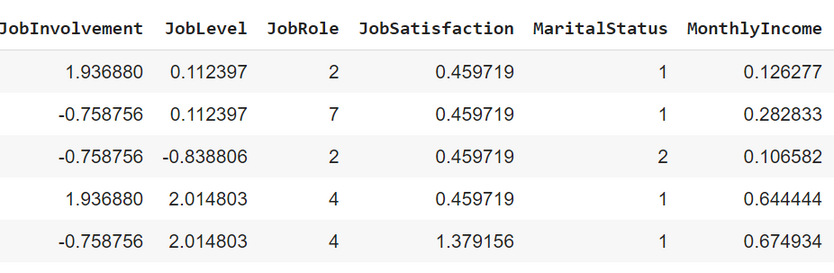 JobInvolvement JobLevel JobRole JobSatisfaction MaritalStatus MonthlyIncome
1.936880 0.112397 2 0.459719 1 0.126277
-0.758756 0.112397 7 0.459719 1 0.282833
-0.758756 -0.838806 2 0.459719 2 0.106582
1.936880 2.014803 4 0.459719 1 0.644444
-0.758756 2.014803 4 1.379156 1 0.674934